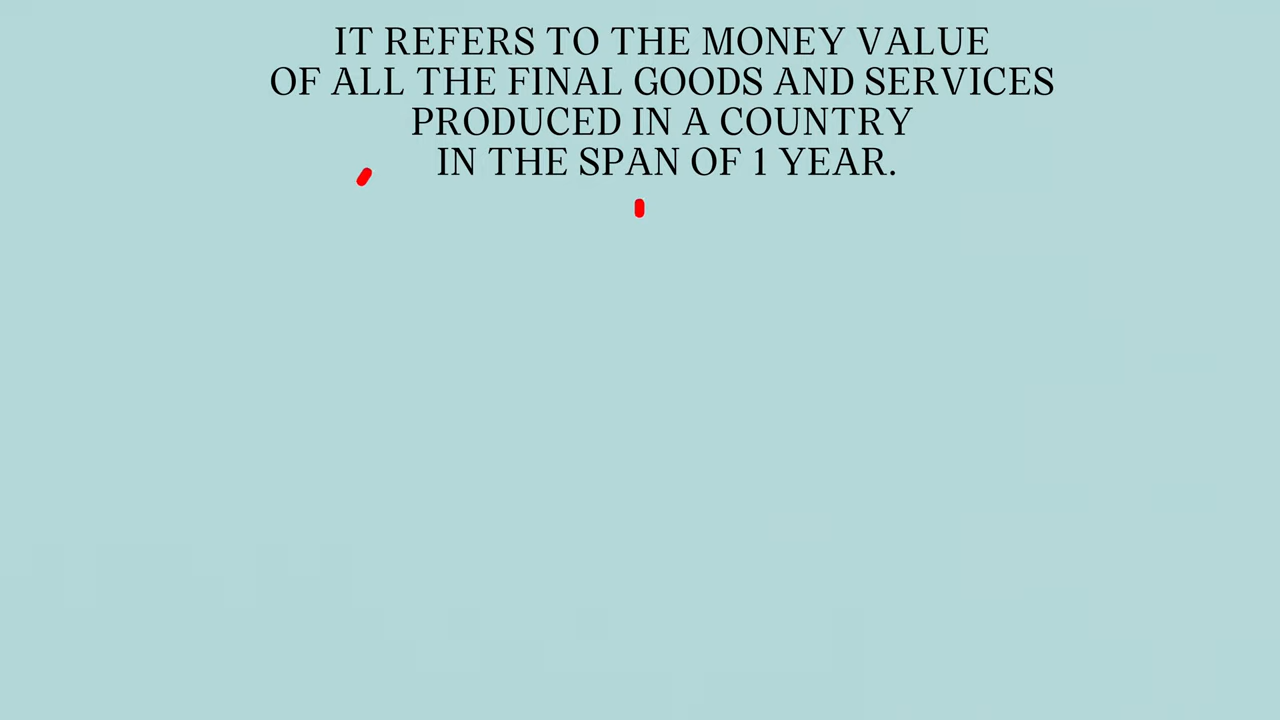 IT REFERS TO THE MONEY VALUE
OF ALL THE FINAL GOODS AND SERVICES
PRODUCED IN A COUNTRY
IN THE SPAN OF 1 YEAR.